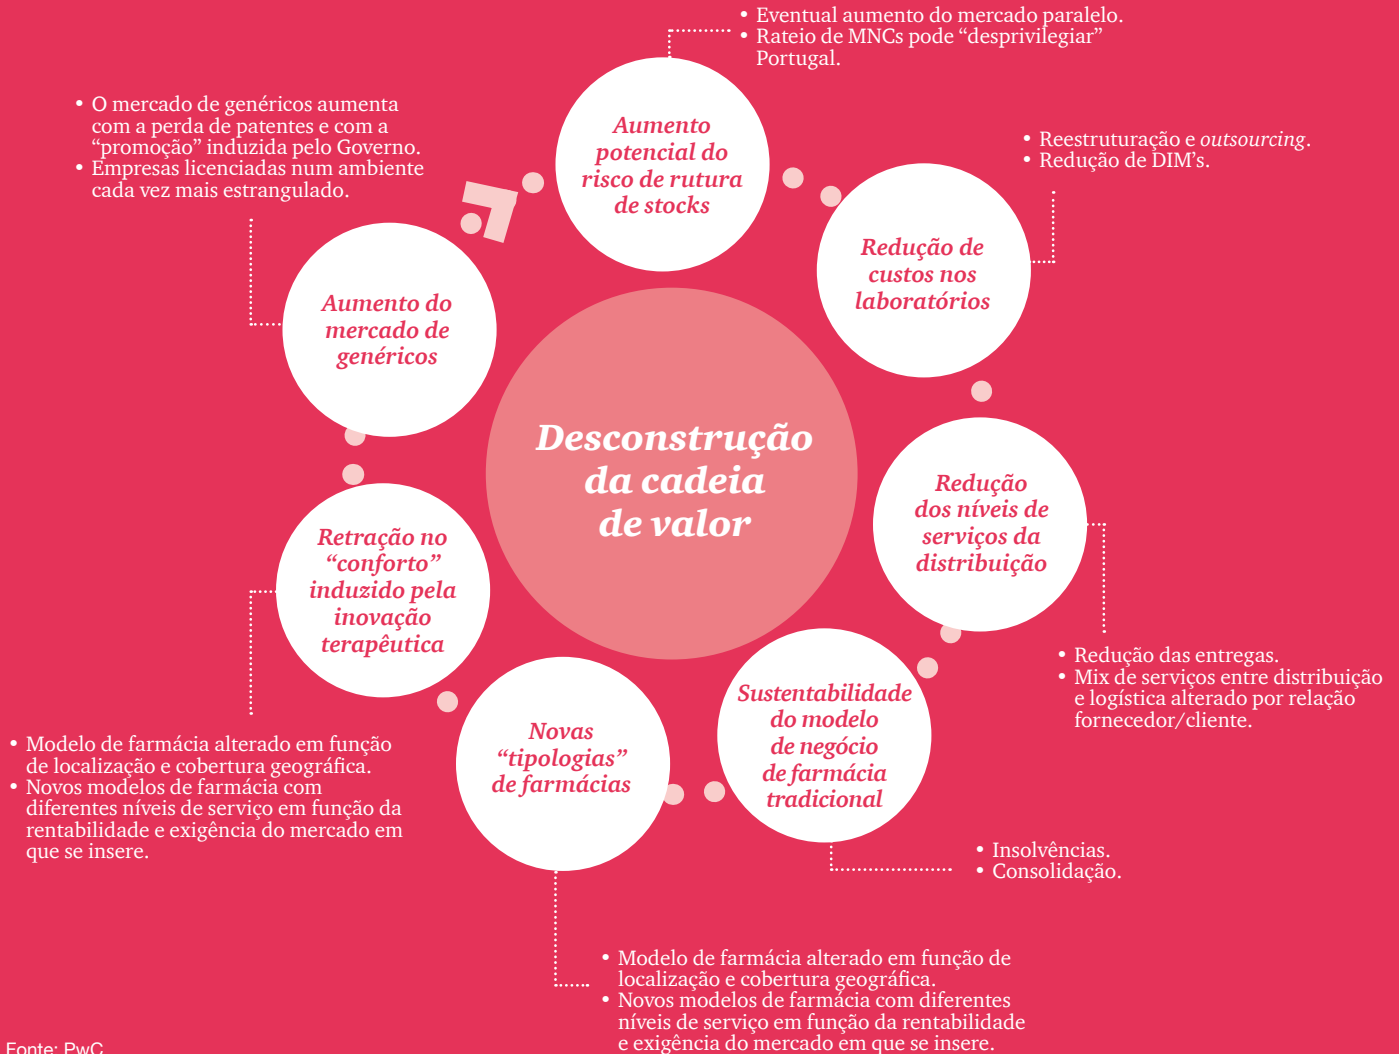 • Eventual aumento do mercado paralelo.
• Rateio de MNCs pode “desprivilegiar”
Portugal.
• O mercado de genéricos aumenta
com a perda de patentes e com a
“promoção” induzida pelo Governo.
• Empresas licenciadas num ambiente
cada vez mais estrangulado.
Aumento
potencial do
risco de rutura
de stocks
• Reestruturação e outsourcing.
• Redução de DIM’s.
Redução de
custos nos
laboratórios
Aumento do
mercado de
genéricos
Desconstrução
da cadeia
de valor
Redução
dos níveis de
serviços da
distribuição
Retração no
“conforto”
induzido pela
inovação
terapêutica
• Redução das entregas.
• Mix de serviços entre distribuição
e logística alterado por relação
fornecedor/cliente.
Sustentabilidade
do modelo
de negócio
de farmácia
tradicional
Novas
“tipologias”
de farmácias
• Modelo de farmácia alterado em função
de localização e cobertura geográfica.
• Novos modelos de farmácia com
diferentes níveis de serviço em função da
rentabilidade e exigência do mercado em
que se insere.
• Insolvências.
• Consolidação.
• Modelo de farmácia alterado em função de
localização e cobertura geográfica.
• Novos modelos de farmácia com diferentes
níveis de serviço em função da rentabilidade
e exigência do mercado em que se insere.
Fonte: PwC